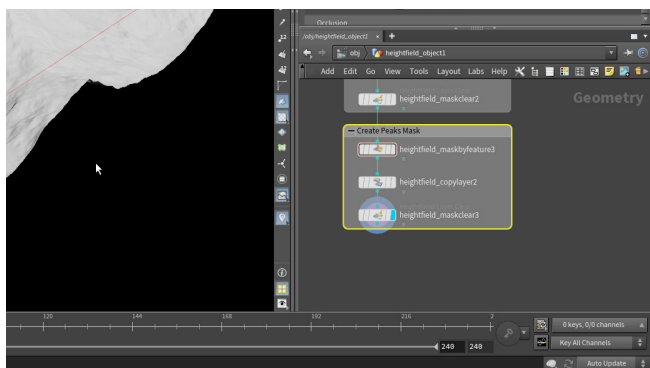 Occlusion
/obj/heightfield_object1 × +
obj heightfield_object1
Add Edit Go View Tools Layout Labs Help
Geometry
heightfield_maskclear2
Create Peaks Mask
heightfield_maskbyfeature3
heightfield_copylayer2
heightfield_maskclear3
120 144 168 192 216 2
240 240
0 keys, 0/0 channels
Key All Channels
Auto Update